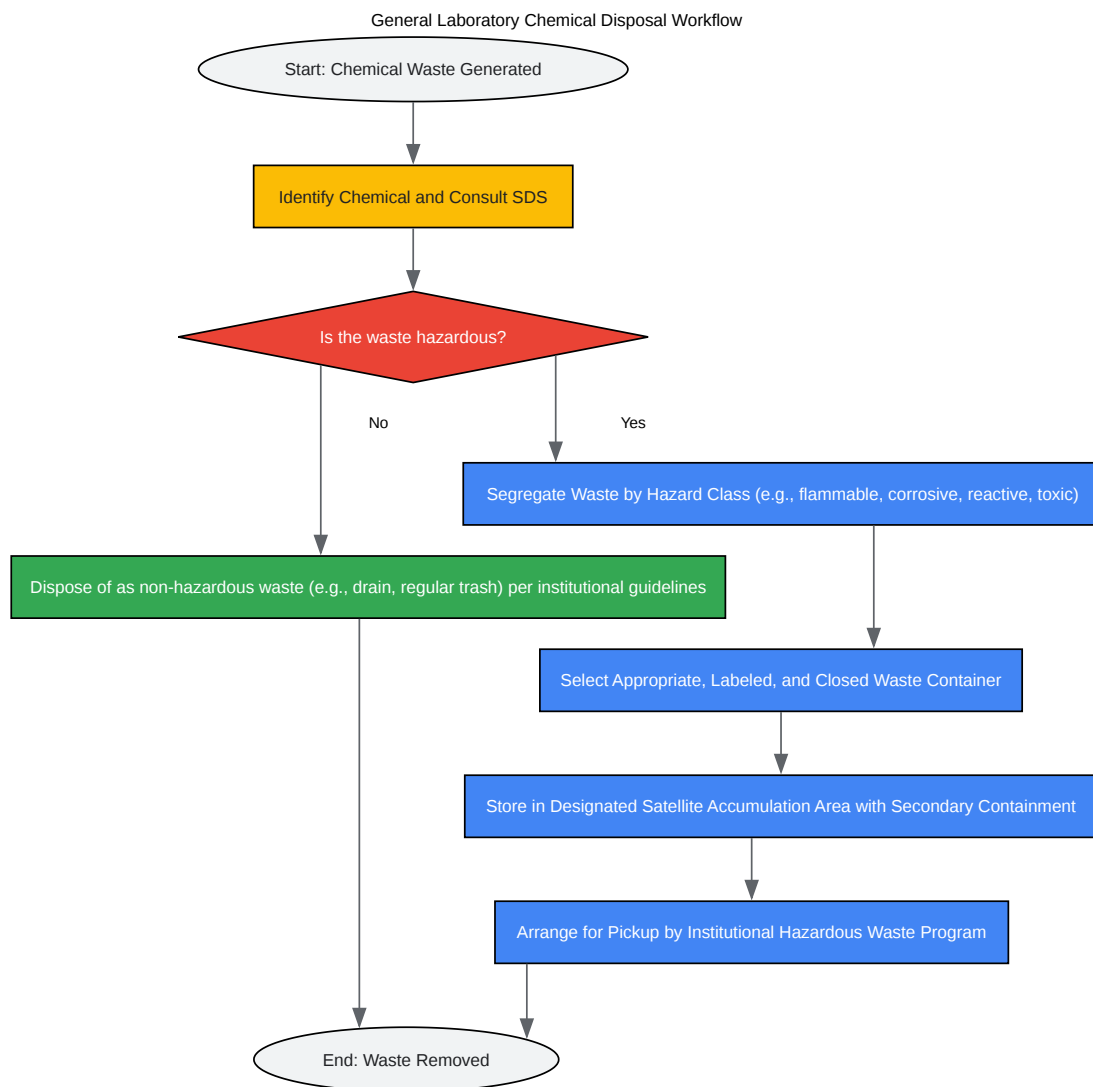 General Laboratory Chemical Disposal Workflow
Start: Chemical Waste Generated
Identify Chemical and Consult SDS
Is the waste hazardous?
No
Yes
Segregate Waste by Hazard Class (e.g., flammable, corrosive, reactive, toxic)
Dispose of as non-hazardous waste (e.g., drain, regular trash) per institutional guidelines
Select Appropriate, Labeled, and Closed Waste Container
Store in Designated Satellite Accumulation Area with Secondary Containment
Arrange for Pickup by Institutional Hazardous Waste Program
End: Waste Removed